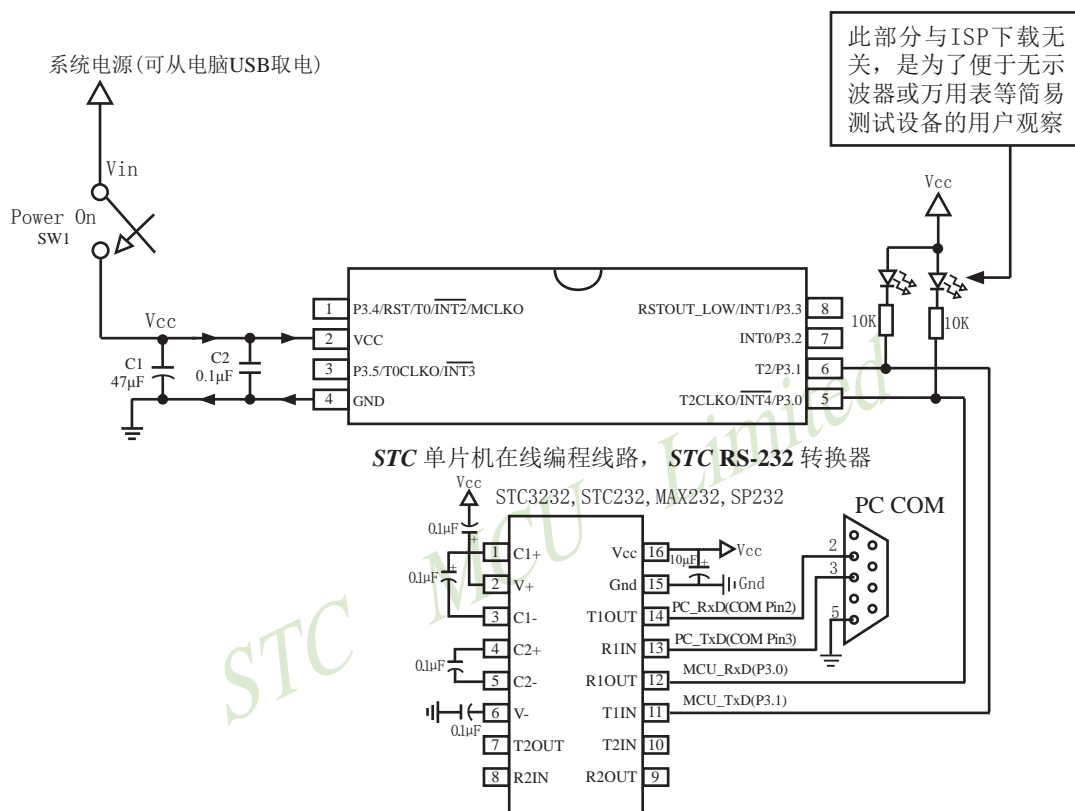 系统电源(可从电脑USB取电)
此部分与ISP下载无
关，是为了便于无示
波器或万用表等简易
测试设备的用户观察
Vin
Power On
SW1
Vcc
Vcc
C1
47μF
C2
0.1μF
1 P3.4/RST/T0/INT2/MCLKO
2 VCC
3 P3.5/T0CLKO/INT3
4 GND
RSTOUT_LOW/INT1/P3.3 8
INT0/P3.2 7
T2/P3.1 6
T2CLKO/INT4/P3.0 5
10K
10K
STC 单片机在线编程线路， STC RS-232 转换器
STC3232,STC232,MAX232,SP232
Vcc
0.1μF
0.1μF
0.1μF
0.1μF
1 C1+
2 V+
3 C1-
4 C2+
5 C2-
6 V-
7 T2OUT
8 R2IN
Vcc 16
Gnd 15
T1OUT 14
R1IN 13
R1OUT 12
T1IN 11
T2IN 10
R2OUT 9
10μF
Vcc
Gnd
PC_RxD(COM Pin2)
PC_TxD(COM Pin3)
MCU_RxD(P3.0)
MCU_TxD(P3.1)
PC COM
2
3
5
STC MCU Limited